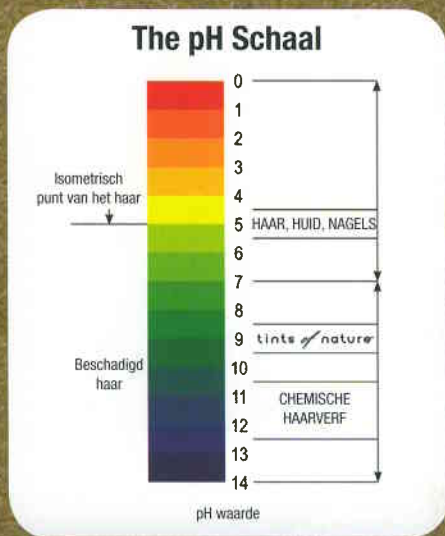 The pH Schaal
0
1
2
3
4
5
6
7
8
9
10
11
12
13
14
Isometrisch
punt van het haar
Beschadigd
haar
HAAR, HUID, NAGELS
tints of nature
CHEMISCHE
HAARVERF
pH waarde